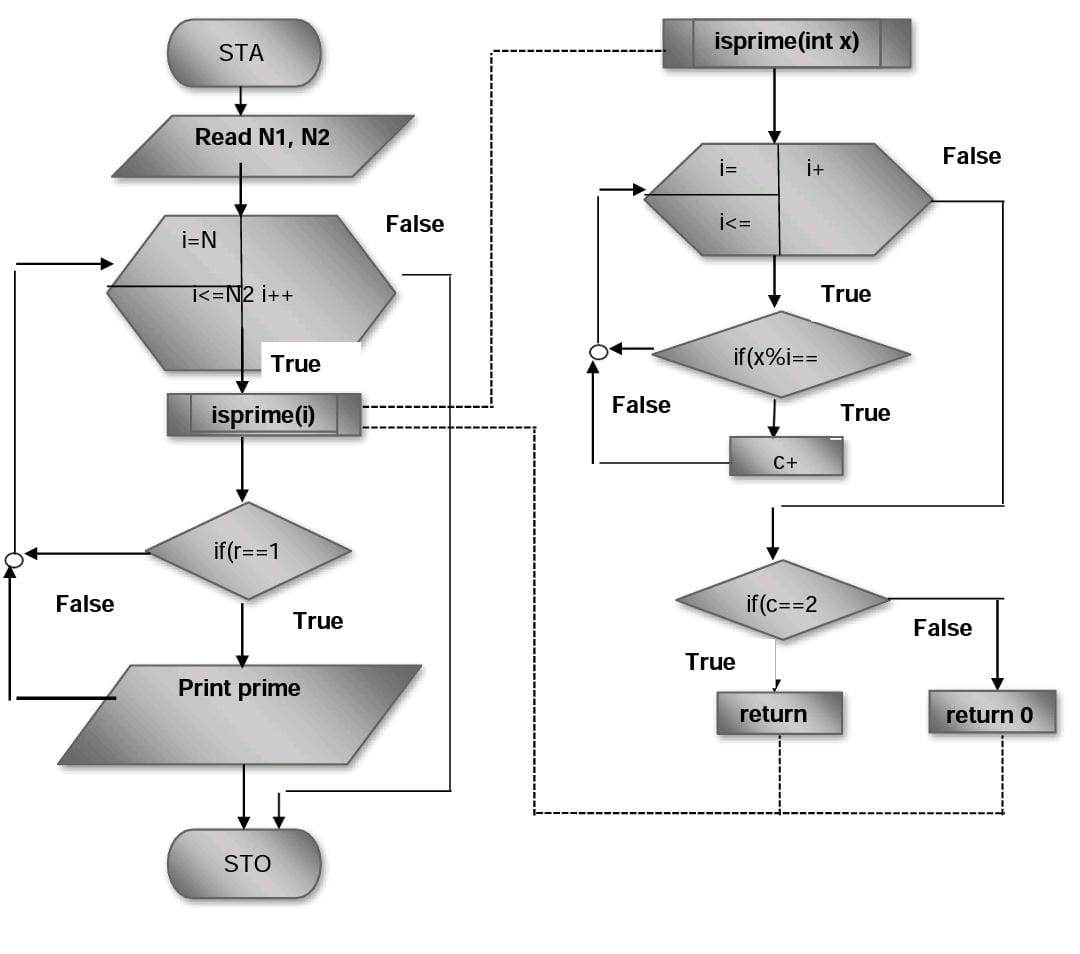 STA
Read N1, N2
False
i=N
i<=N2 i++
True
isprime(i)
if(r==1
False
True
Print prime
STO
isprime(int x)
False
i=
i+
i<=
True
if(x%i==
False
True
c+
if(c==2
False
True
return
return 0